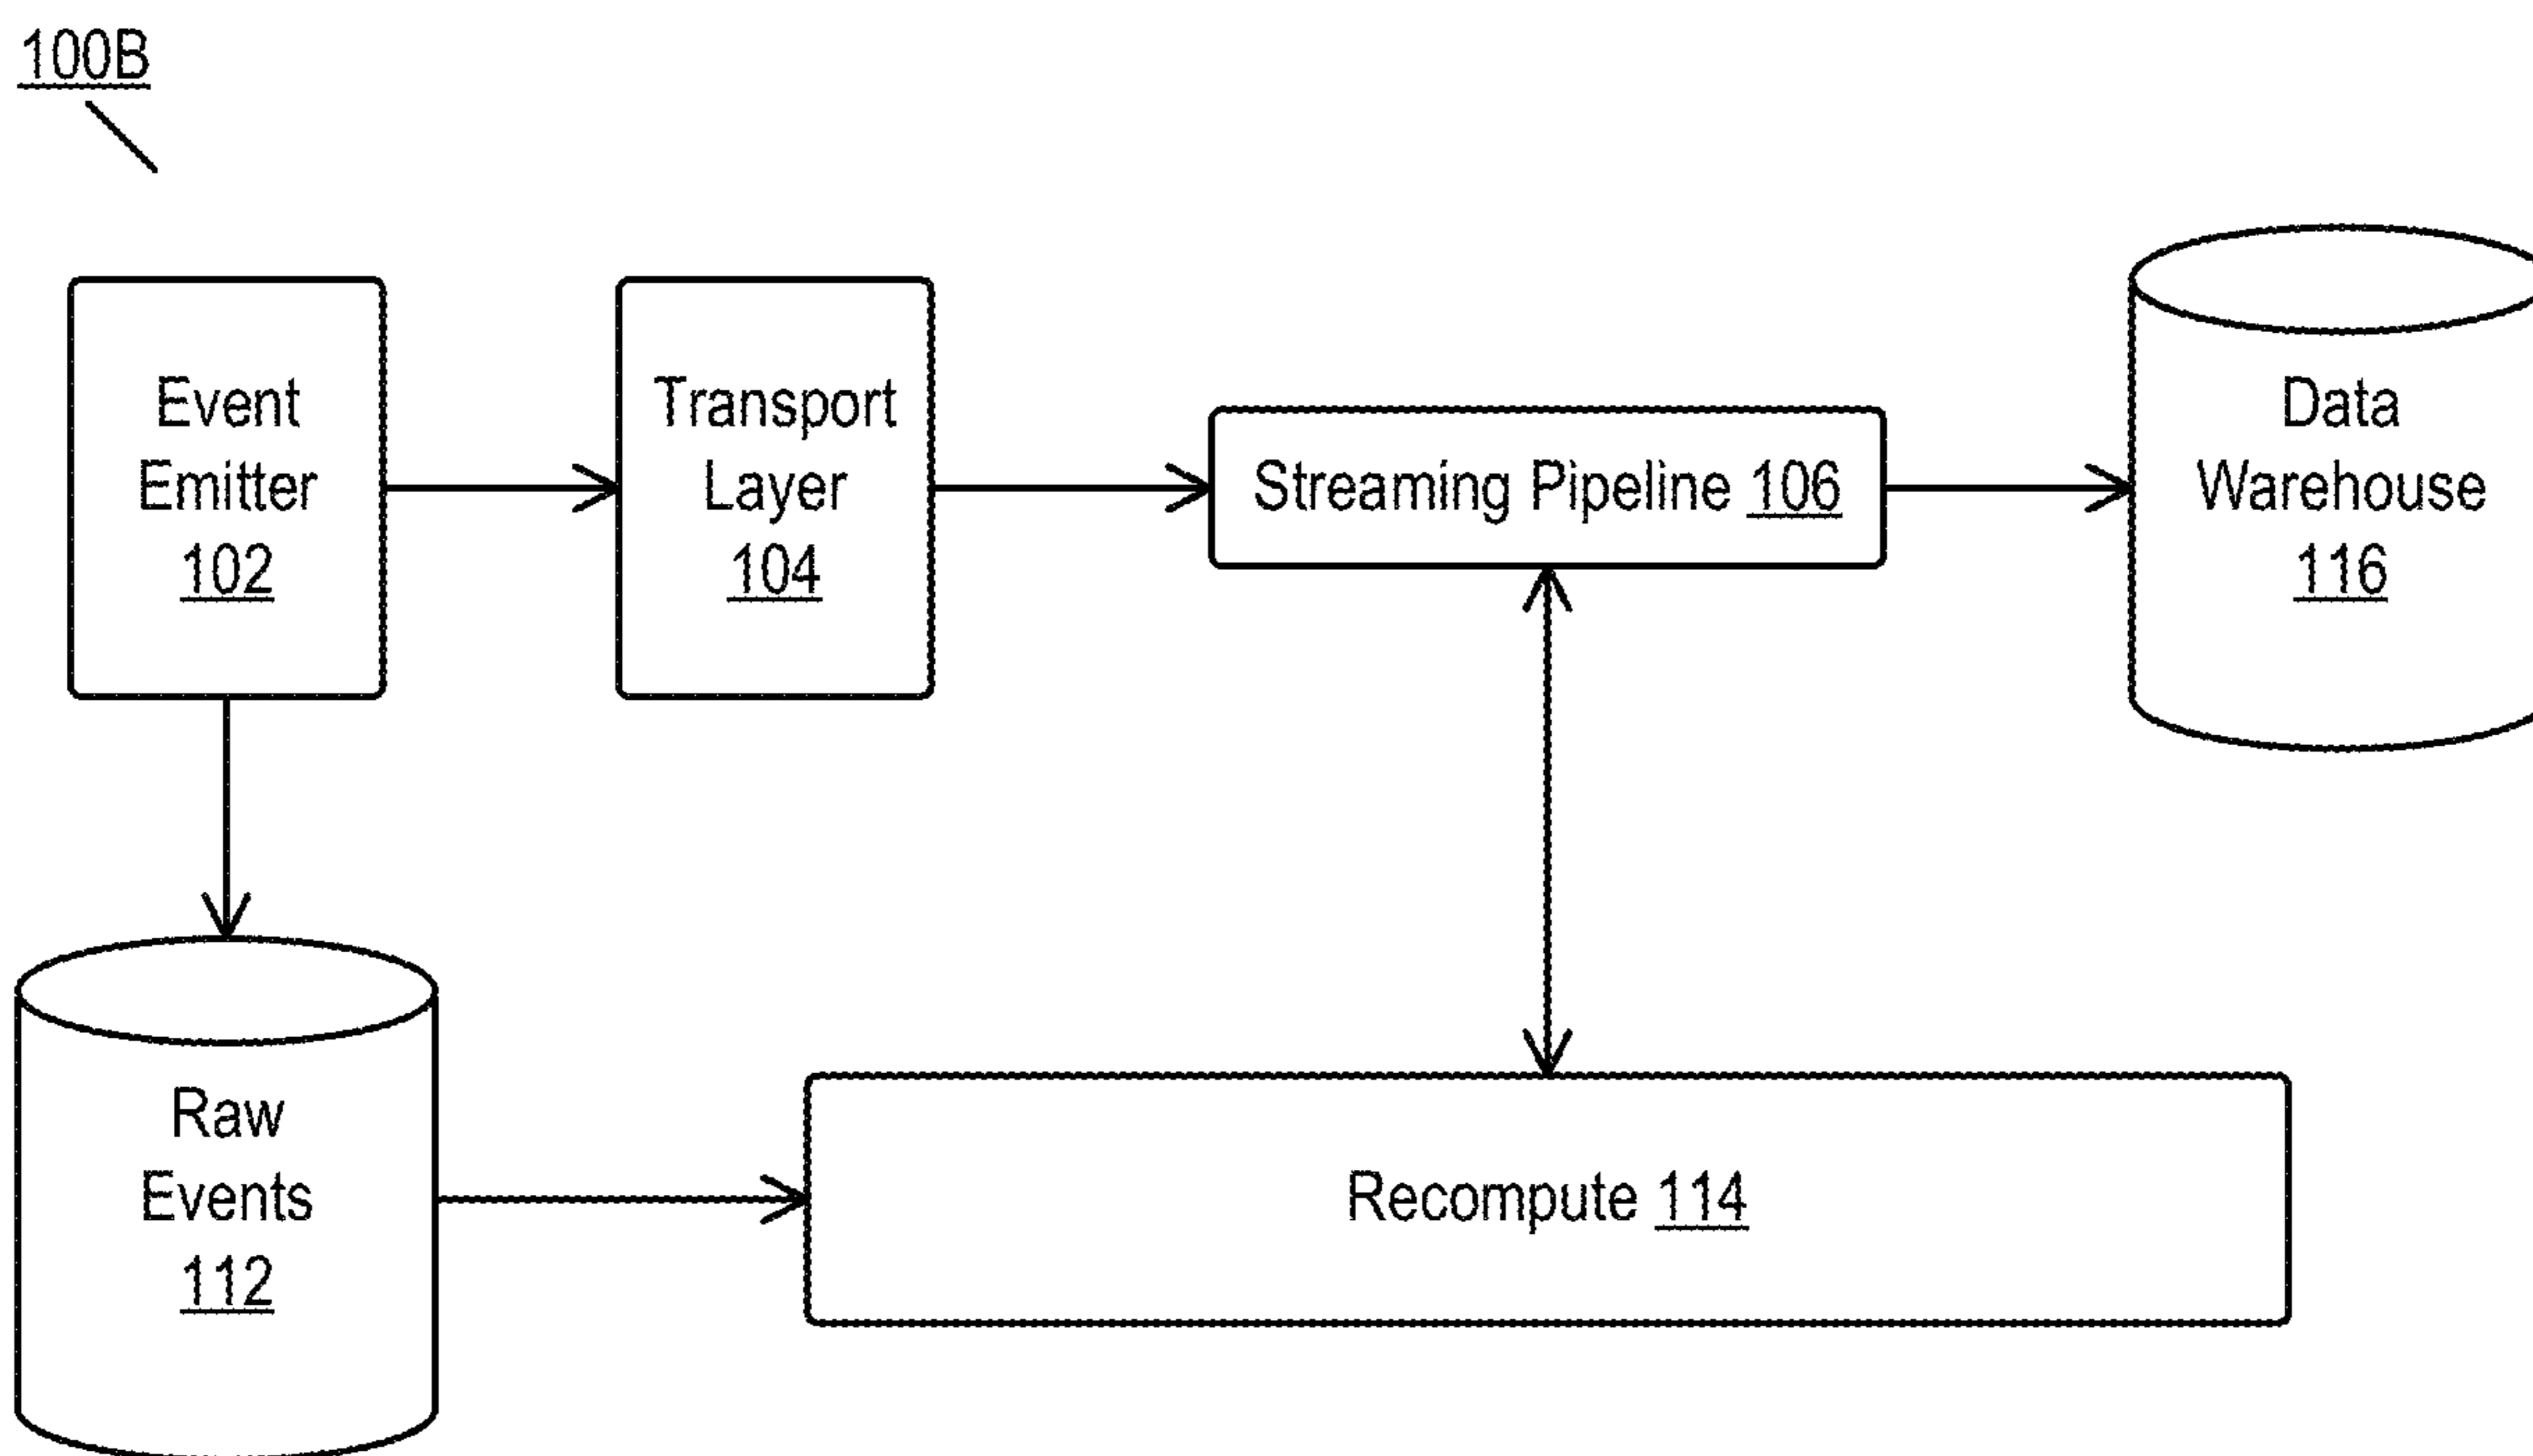 100B
Event
Emitter
102
Transport
Layer
104
Streaming Pipeline 106
Data
Warehouse
116
Raw
Events
112
Recompute 114